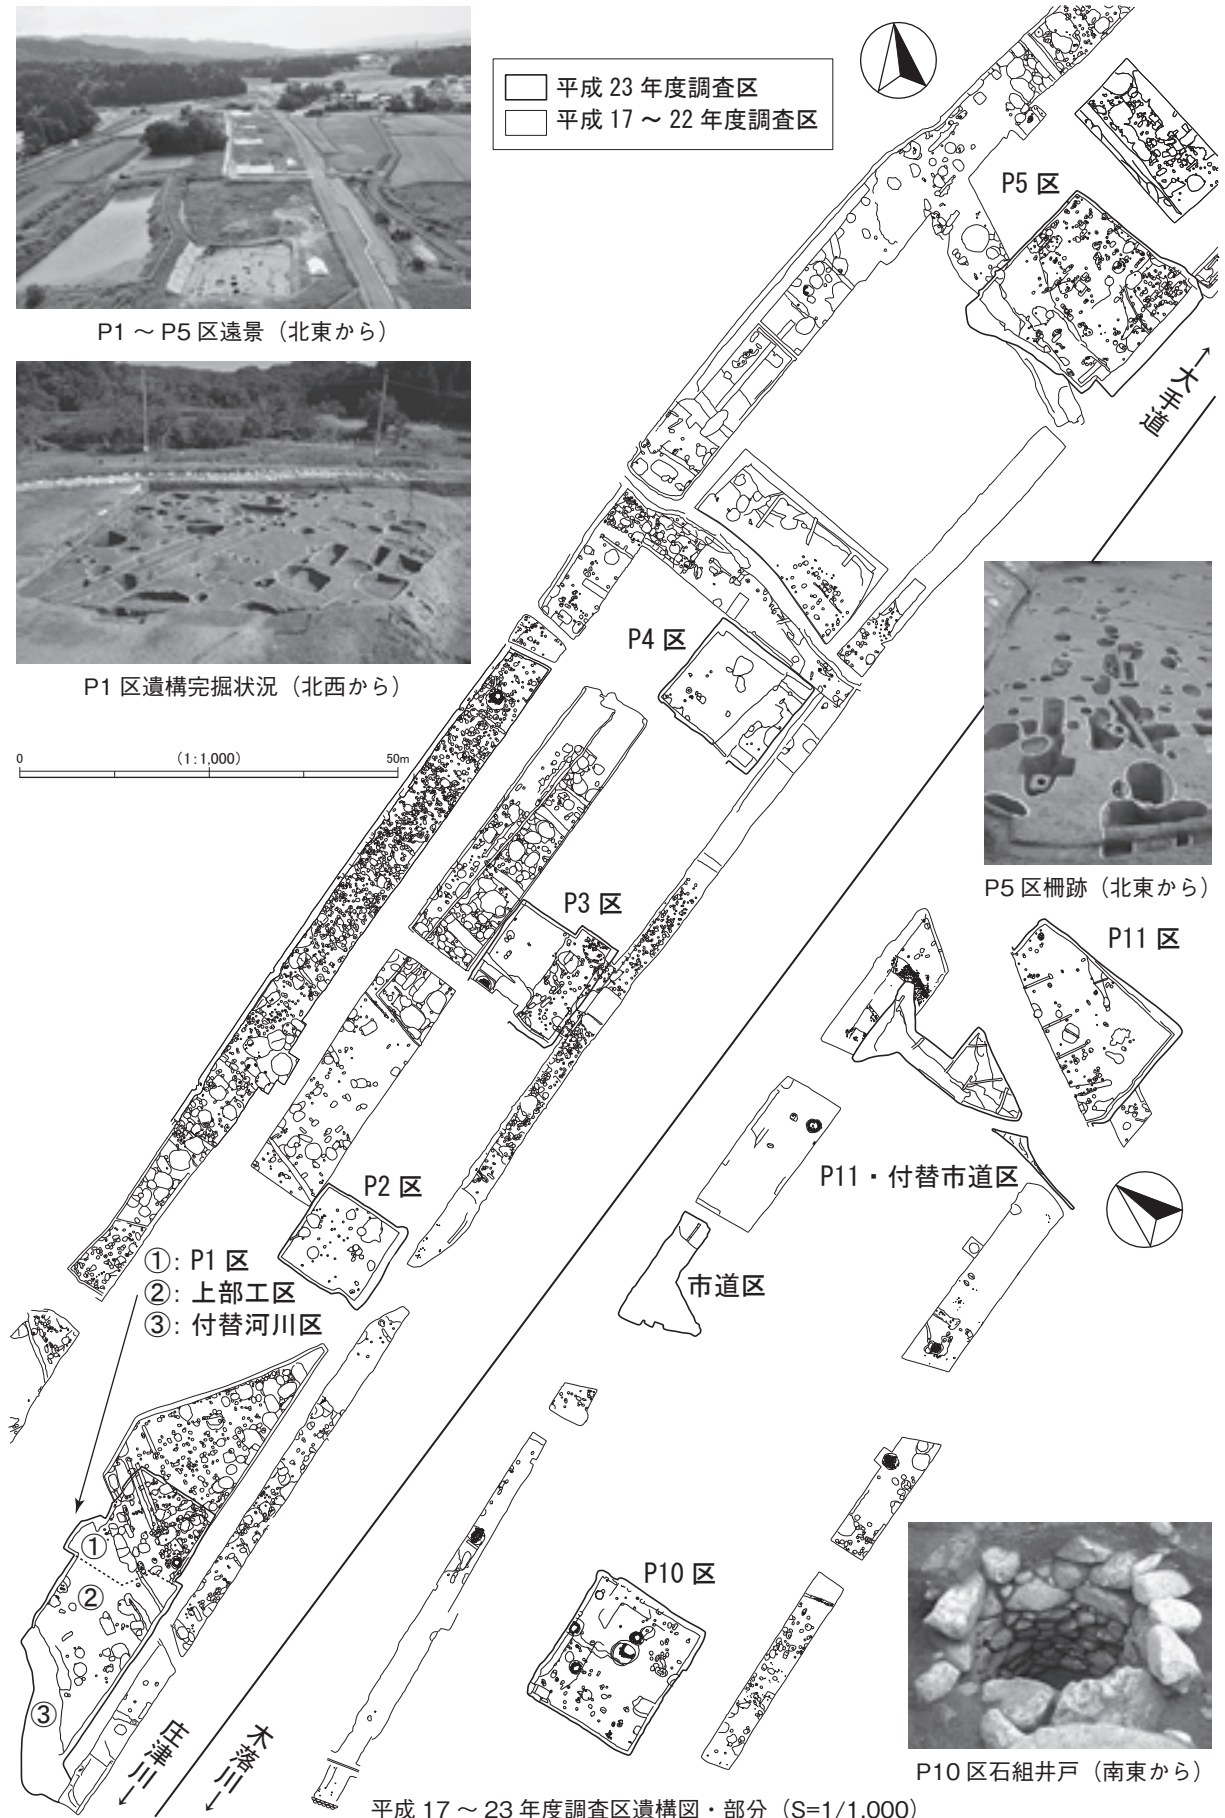 平成 23 年度調査区
平成 17 ～ 22 年度調査区
P1 ～ P5 区遠景（北東から）
P1 区遺構完掘状況（北西から）
0 (1:1,000) 50m
P5 区
←大手道
P4 区
P5 区柵跡（北東から）
P3 区
P11 区
P2 区
P11・付替市道区
①: P1 区
②: 上部工区
③: 付替河川区
市道区
P10 区
①
②
③
庄津川←
木落川←
P10 区石組井戸（南東から）
平成 17 ～ 23 年度調査区遺構図・部分（S=1/1,000）